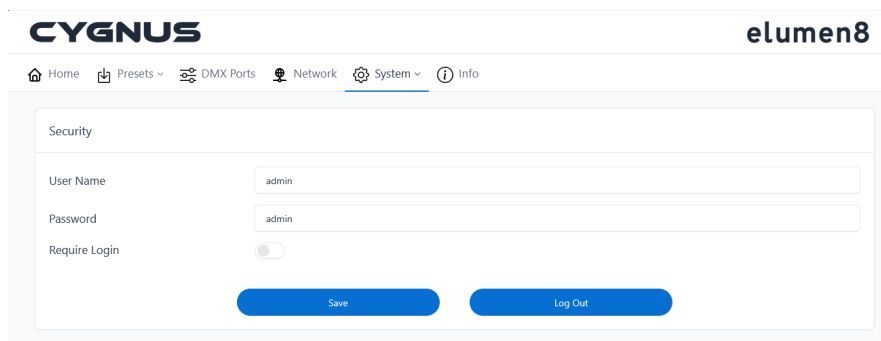 CYGNUS
elumen8
Home Presets DMX Ports Network System Info
Security
User Name admin
Password admin
Require Login
Save Log Out